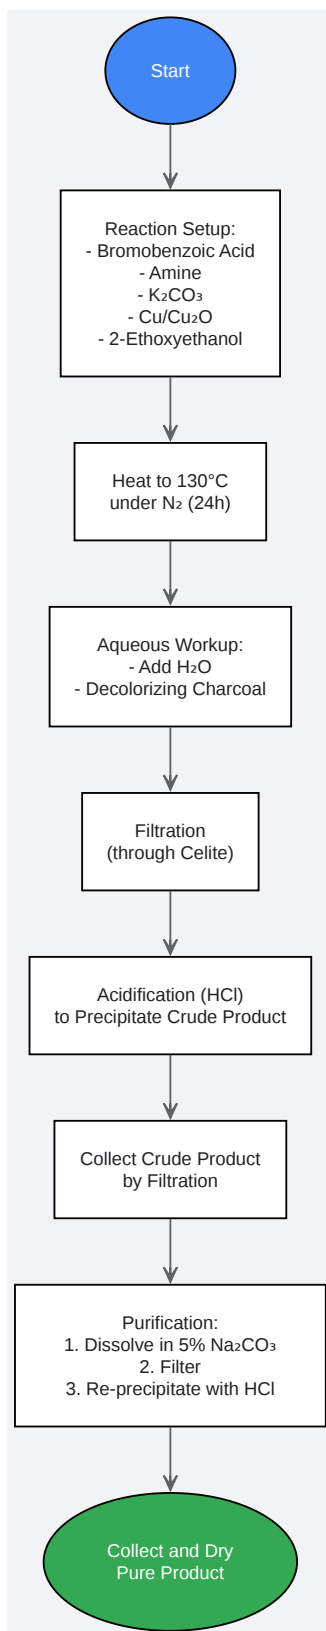 Start
Reaction Setup:
- Bromobenzoic Acid
- Amine
- K₂CO₃
- Cu/Cu₂O
- 2-Ethoxyethanol
Heat to 130°C
under N₂ (24h)
Aqueous Workup:
- Add H₂O
- Decolorizing Charcoal
Filtration
(through Celite)
Acidification (HCl)
to Precipitate Crude Product
Collect Crude Product
by Filtration
Purification:
1. Dissolve in 5% Na₂CO₃
2. Filter
3. Re-precipitate with HCl
Collect and Dry
Pure Product